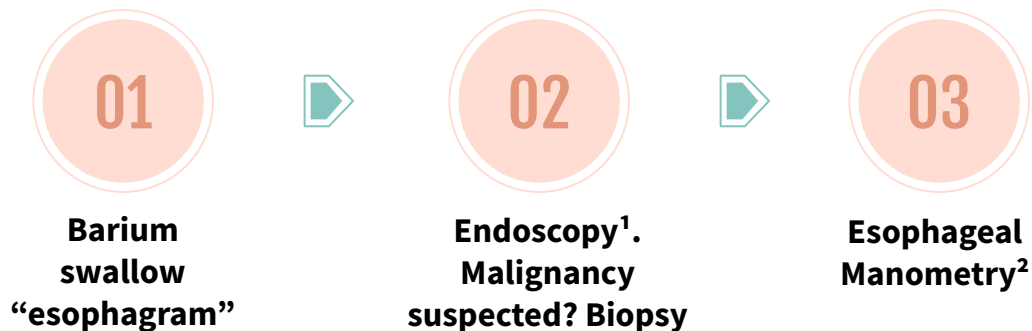 01
02
03
Barium
swallow
“esophagram”
Endoscopy¹.
Malignancy
suspected? Biopsy
Esophageal
Manometry²